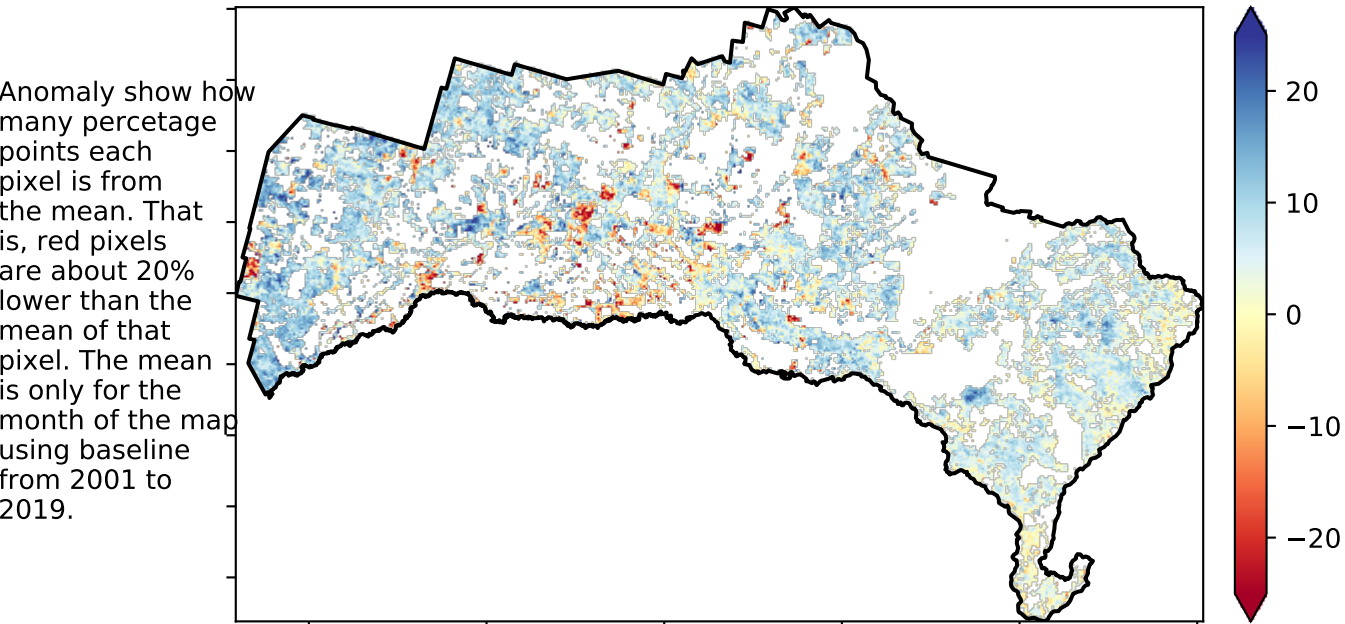 Anomaly show how
many percetage
points each
pixel is from
the mean. That
is, red pixels
are about 20%
lower than the
mean of that
pixel. The mean
is only for the
month of the map
using baseline
from 2001 to
2019.
20
10
0
−10
−20